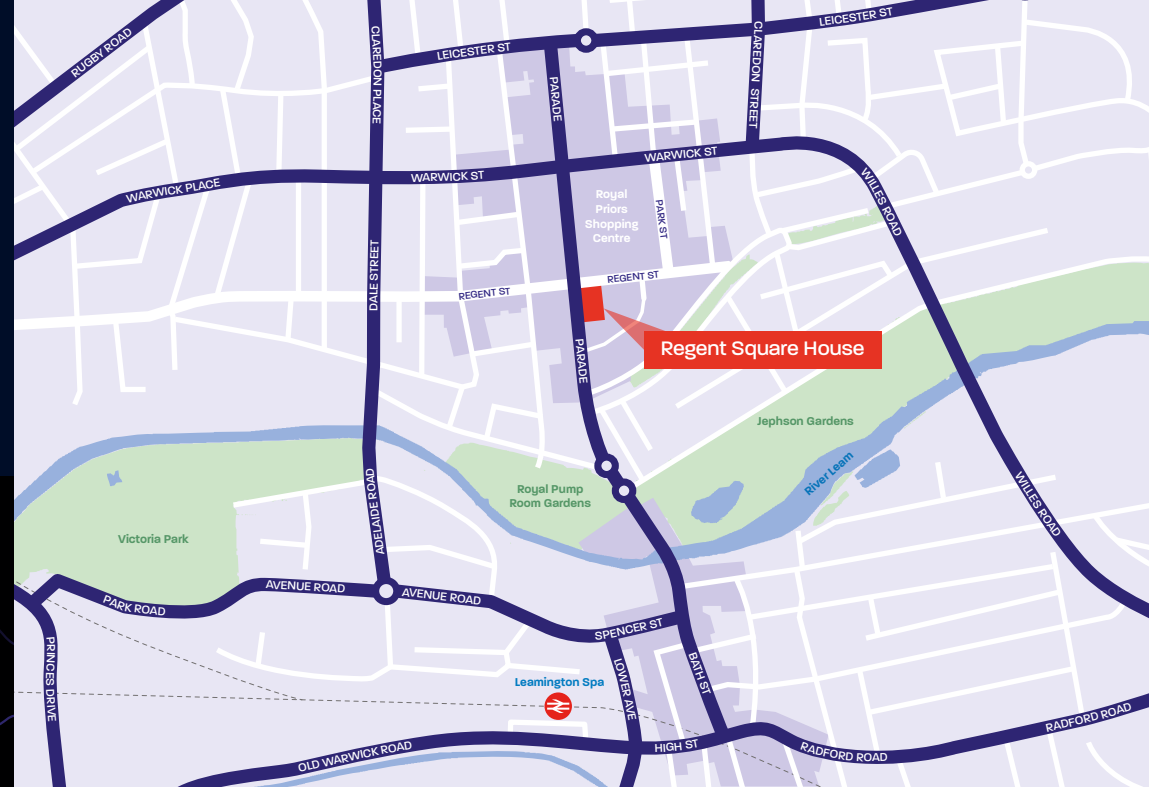 RUGBY ROAD
CLAREDON PLACE
LEICESTER ST
LEICESTER ST
PARADE
CLAREDON STREET
WARWICK ST
WARWICK ST
WARWICK PLACE
WILLES ROAD
Royal
Priors
Shopping
Centre
PARK ST
DALE STREET
REGENT ST
REGENT ST
PARADE
Regent Square House
Jephson Gardens
River Leam
Royal Pump
Room Gardens
WILLES ROAD
ADELAIDE ROAD
Victoria Park
AVENUE ROAD
AVENUE ROAD
PARK ROAD
SPENCER ST
PRINCES DRIVE
BATH ST
LOWER AVE
Leamington Spa
HIGH ST
OLD WARWICK ROAD
RADFORD ROAD
RADFORD ROAD